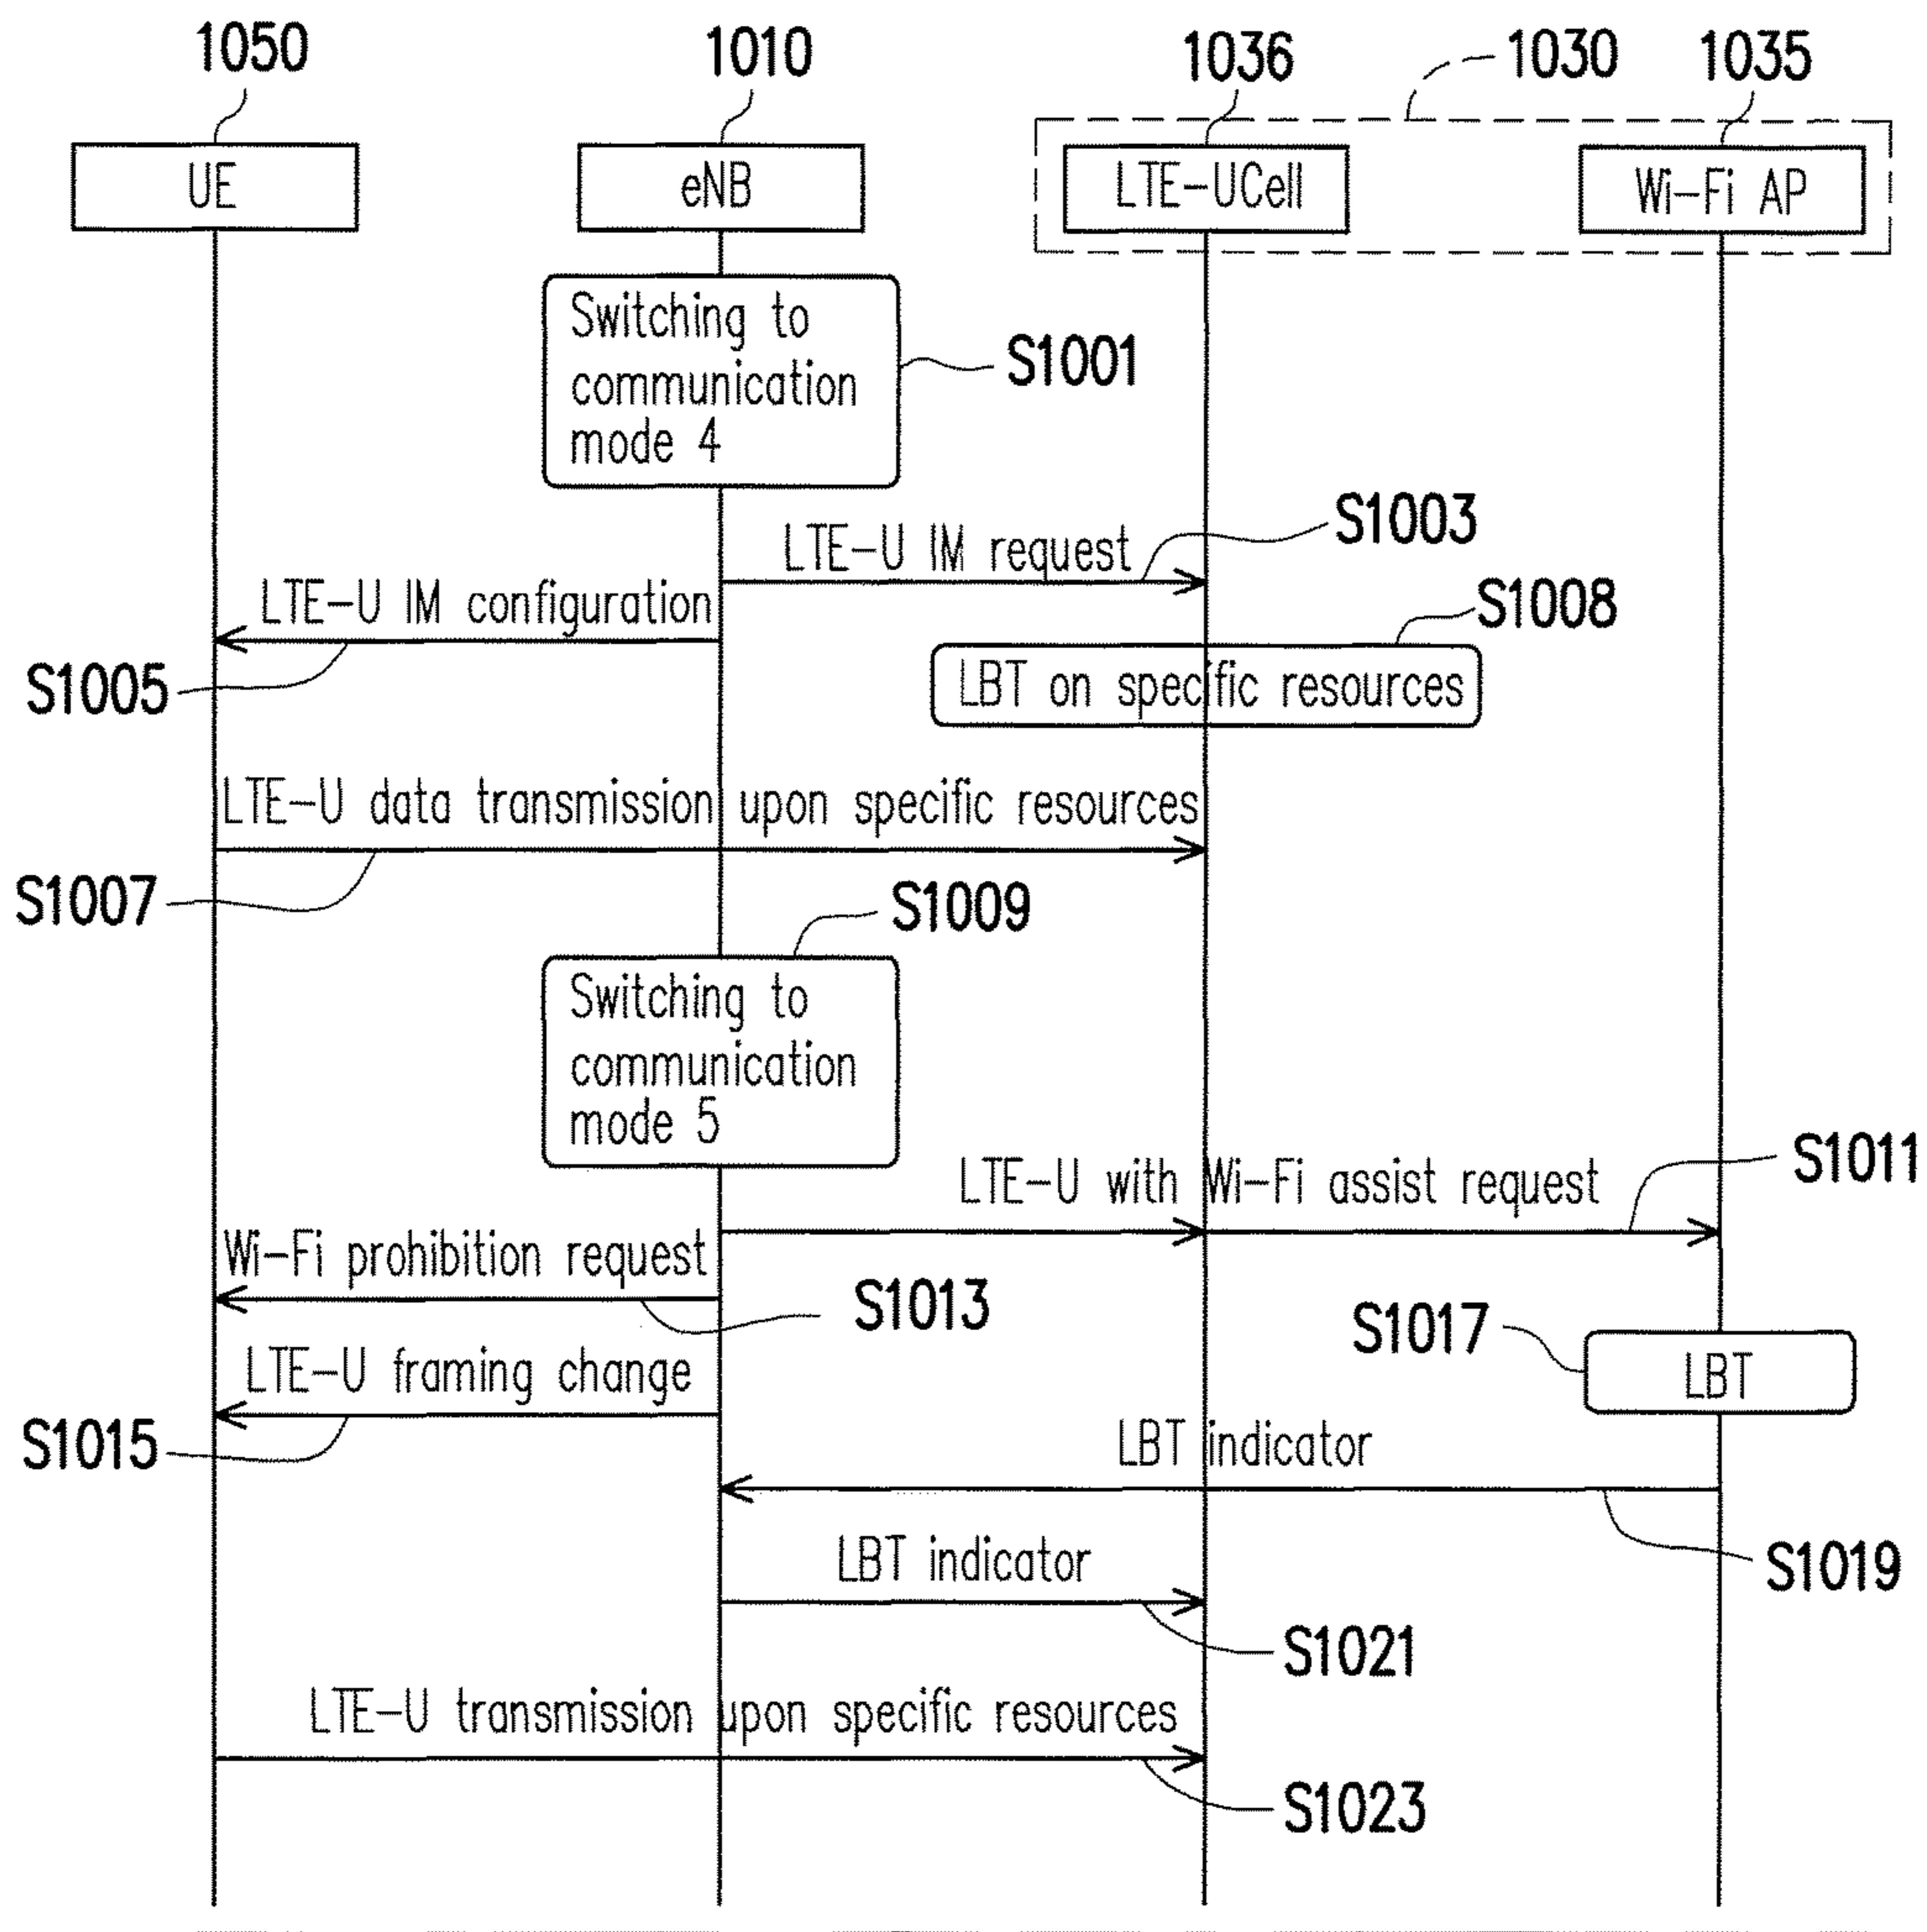 1050
1010
1036
1030
1035
UE
eNB
LTE-UCell
Wi-Fi AP
Switching to
communication
mode 4
S1001
LTE-U IM request
S1003
LTE-U IM configuration
S1005
S1008
LBT on specific resources
LTE-U data transmission upon specific resources
S1007
S1009
Switching to
communication
mode 5
LTE-U with Wi-Fi assist request
S1011
Wi-Fi prohibition request
S1013
S1017
LBT
LTE-U framing change
S1015
LBT indicator
S1019
LBT indicator
S1021
LTE-U transmission upon specific resources
S1023